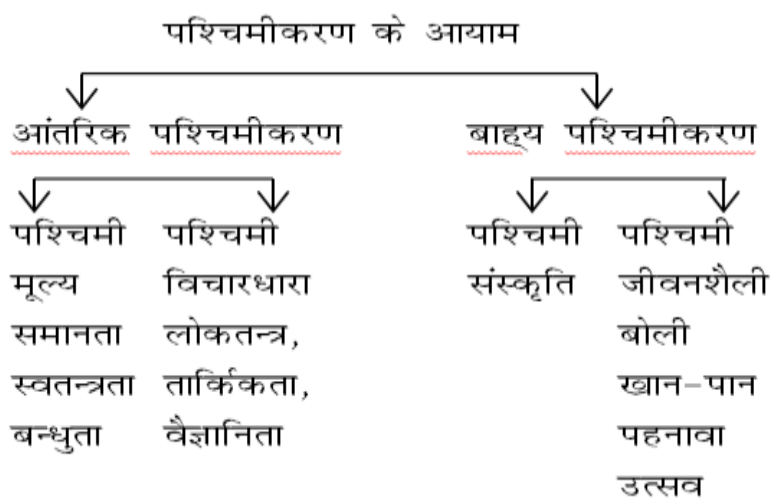 पश्चिमीकरण के आयाम
आंतरिक पश्चिमीकरण
बाह्य पश्चिमीकरण
पश्चिमी
मूल्य
समानता
स्वतन्त्रता
बन्धुता
पश्चिमी
विचारधारा
लोकतन्त्र,
तार्किकता,
वैज्ञानिता
पश्चिमी
संस्कृति
पश्चिमी
जीवनशैली
बोली
खान-पान
पहनावा
उत्सव